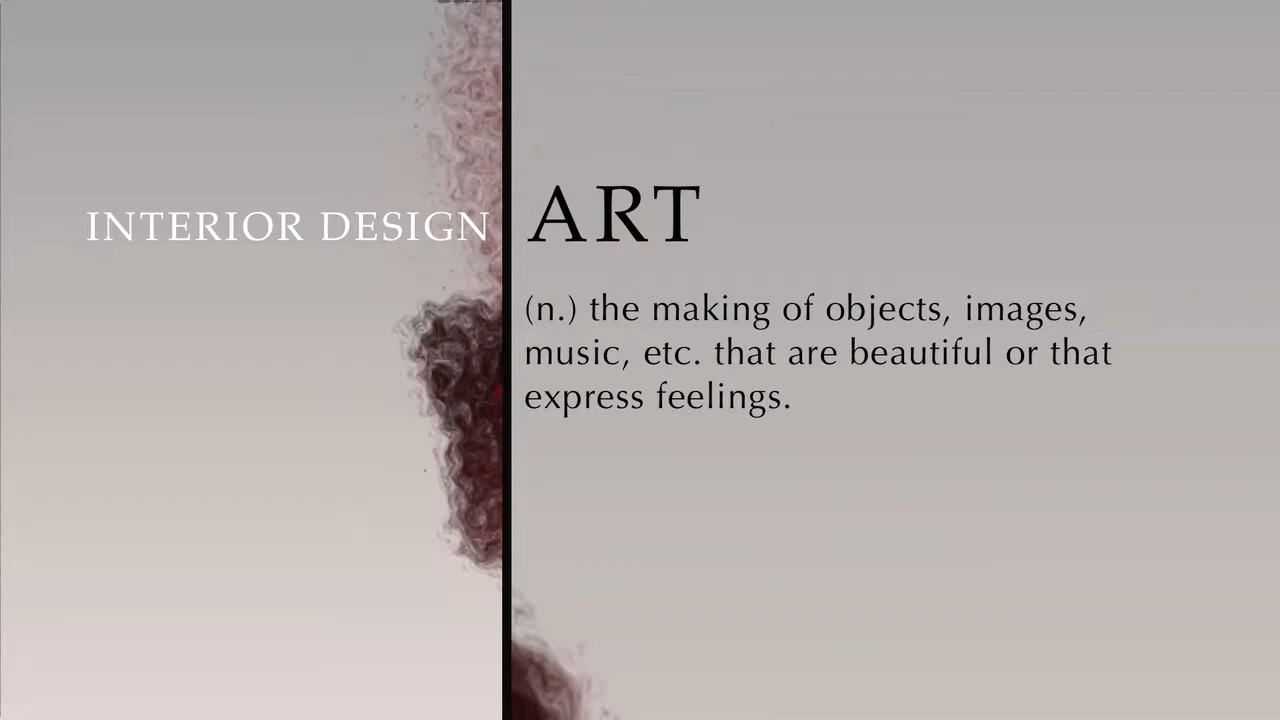 INTERIOR DESIGN
ART
(n.) the making of objects, images,
music, etc. that are beautiful or that
express feelings.